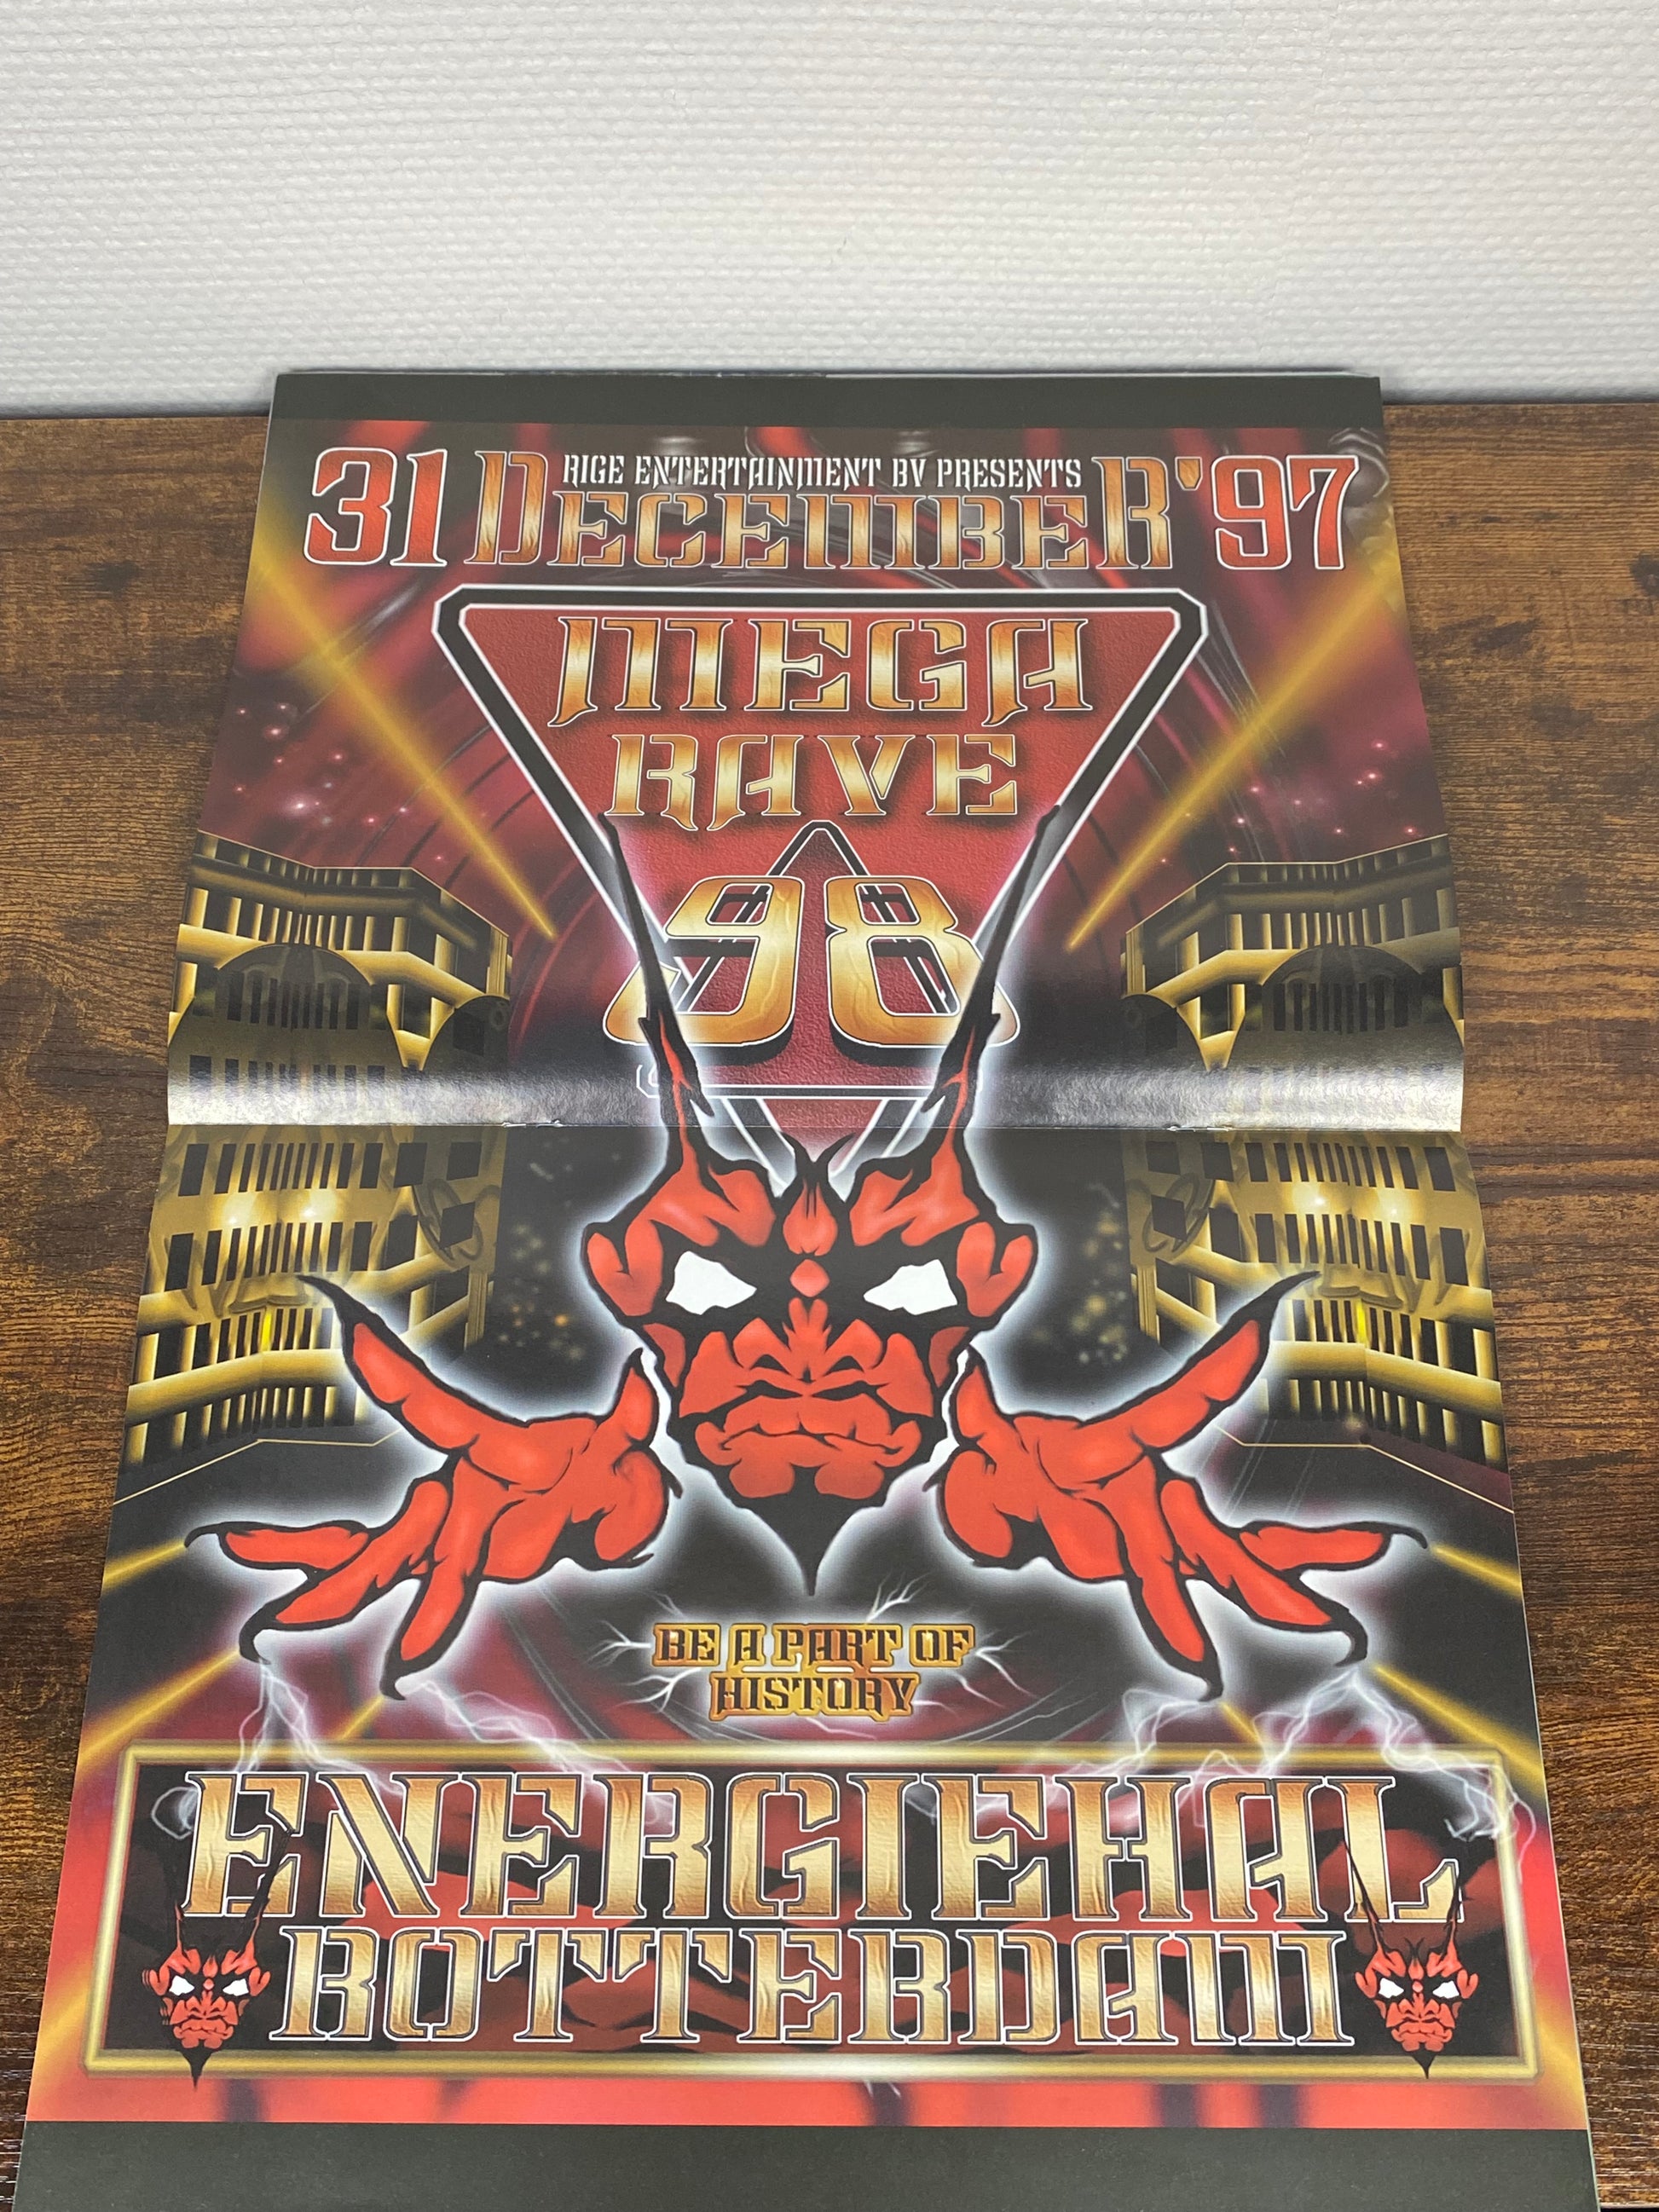 RIGE ENTERTAINMENT BV PRESENTS
31 DECEMBER '97
MEGA
RAVE
98
BE A PART OF
HISTORY
ENERGIEHAL
ROTTERDAM